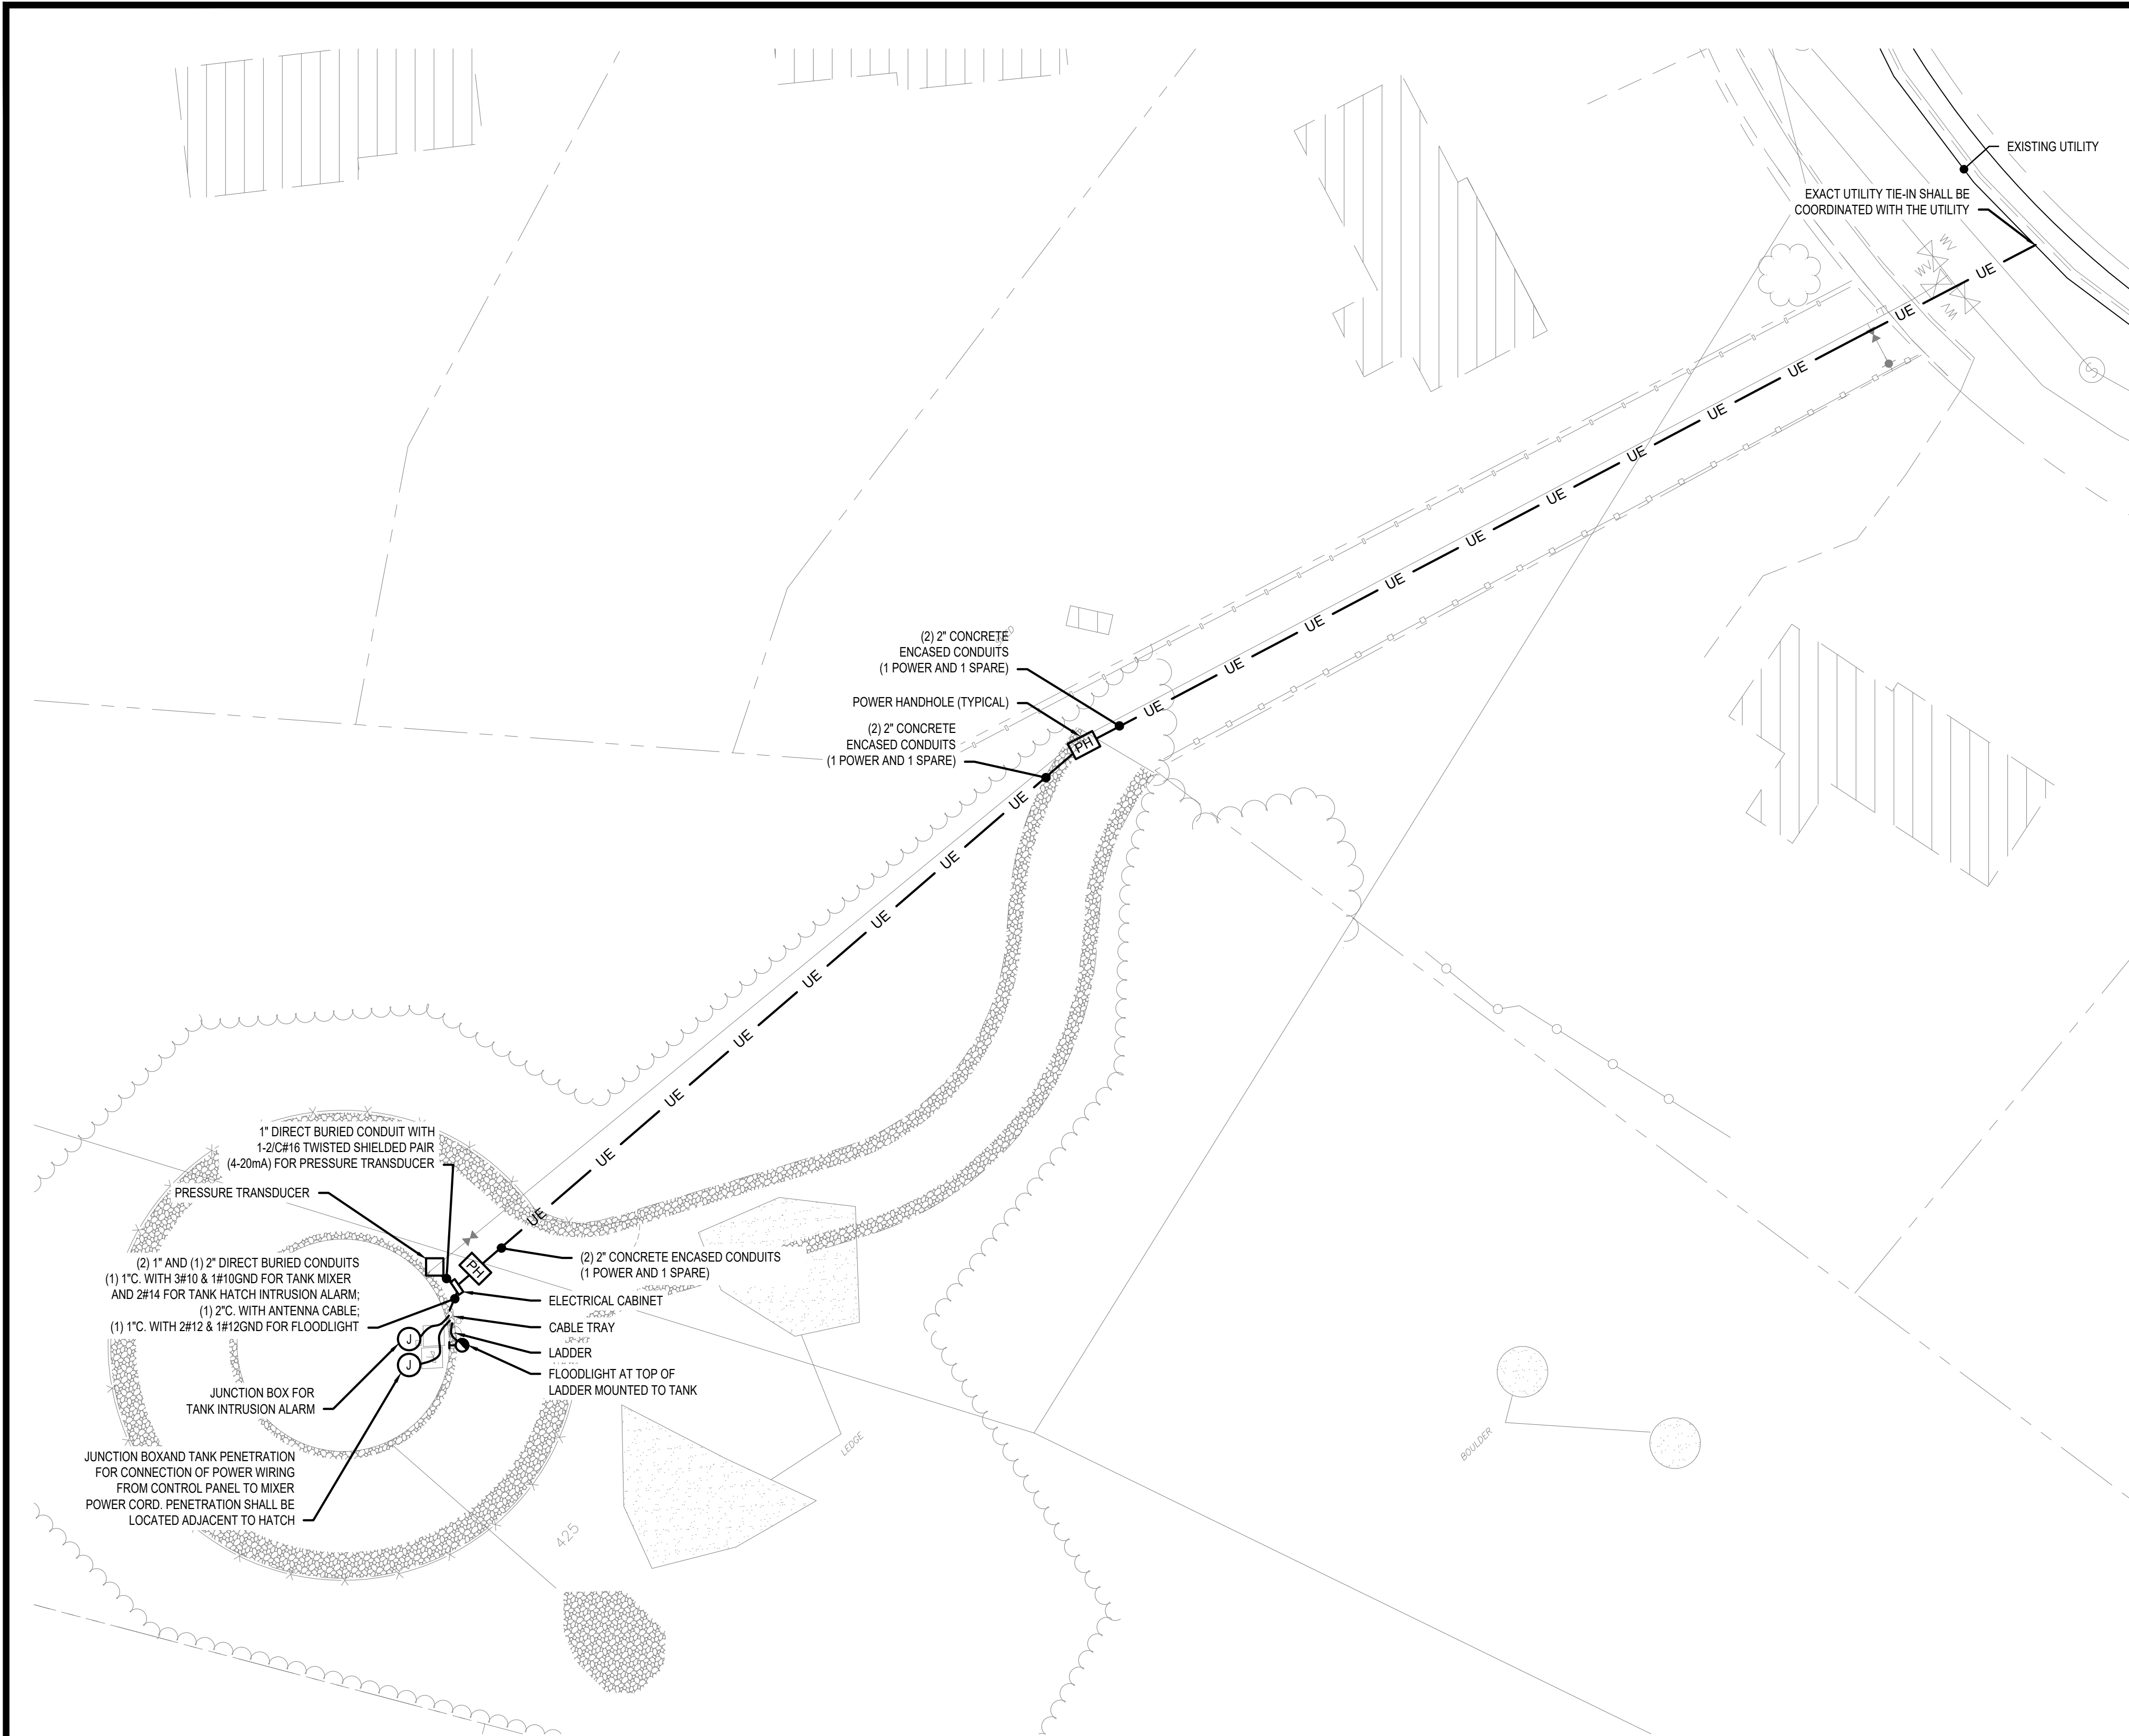 EXISTING UTILITY
EXACT UTILITY TIE-IN SHALL BE
COORDINATED WITH THE UTILITY
WV
WV
WV
UE
UE
S
UE
UE
UE
UE
UE
UE
UE
UE
(2) 2" CONCRETE
ENCASED CONDUITS
(1 POWER AND 1 SPARE)
POWER HANDHOLE (TYPICAL)
UE
(2) 2" CONCRETE
ENCASED CONDUITS
(1 POWER AND 1 SPARE)
PH
UE
UE
UE
UE
UE
UE
UE
UE
1" DIRECT BURIED CONDUIT WITH
1-2/C#16 TWISTED SHIELDED PAIR
(4-20mA) FOR PRESSURE TRANSDUCER
PRESSURE TRANSDUCER
(2) 1" AND (1) 2" DIRECT BURIED CONDUITS
(1) 1"C. WITH 3#10 & 1#10GND FOR TANK MIXER
AND 2#14 FOR TANK HATCH INTRUSION ALARM;
(1) 2"C. WITH ANTENNA CABLE;
(1) 1"C. WITH 2#12 & 1#12GND FOR FLOODLIGHT
PH
(2) 2" CONCRETE ENCASED CONDUITS
(1 POWER AND 1 SPARE)
ELECTRICAL CABINET
CABLE TRAY
LADDER
FLOODLIGHT AT TOP OF
LADDER MOUNTED TO TANK
J
J
JUNCTION BOX FOR
TANK INTRUSION ALARM
JUNCTION BOXAND TANK PENETRATION
FOR CONNECTION OF POWER WIRING
FROM CONTROL PANEL TO MIXER
POWER CORD. PENETRATION SHALL BE
LOCATED ADJACENT TO HATCH
LEDGE
BOULDER
425